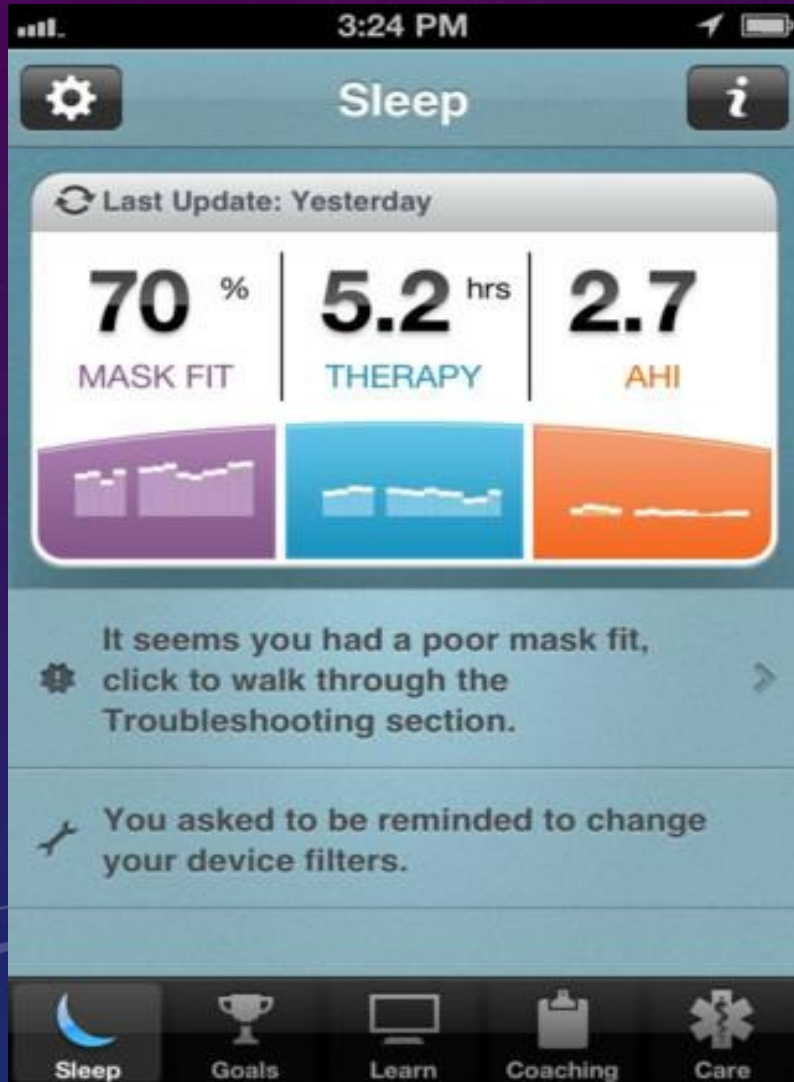 3:24 PM
Sleep
i
Last Update: Yesterday
70 % 5.2 hrs 2.7
MASK FIT THERAPY AHI
It seems you had a poor mask fit,
click to walk through the
Troubleshooting section.
You asked to be reminded to change
your device filters.
Sleep Goals Learn Coaching Care